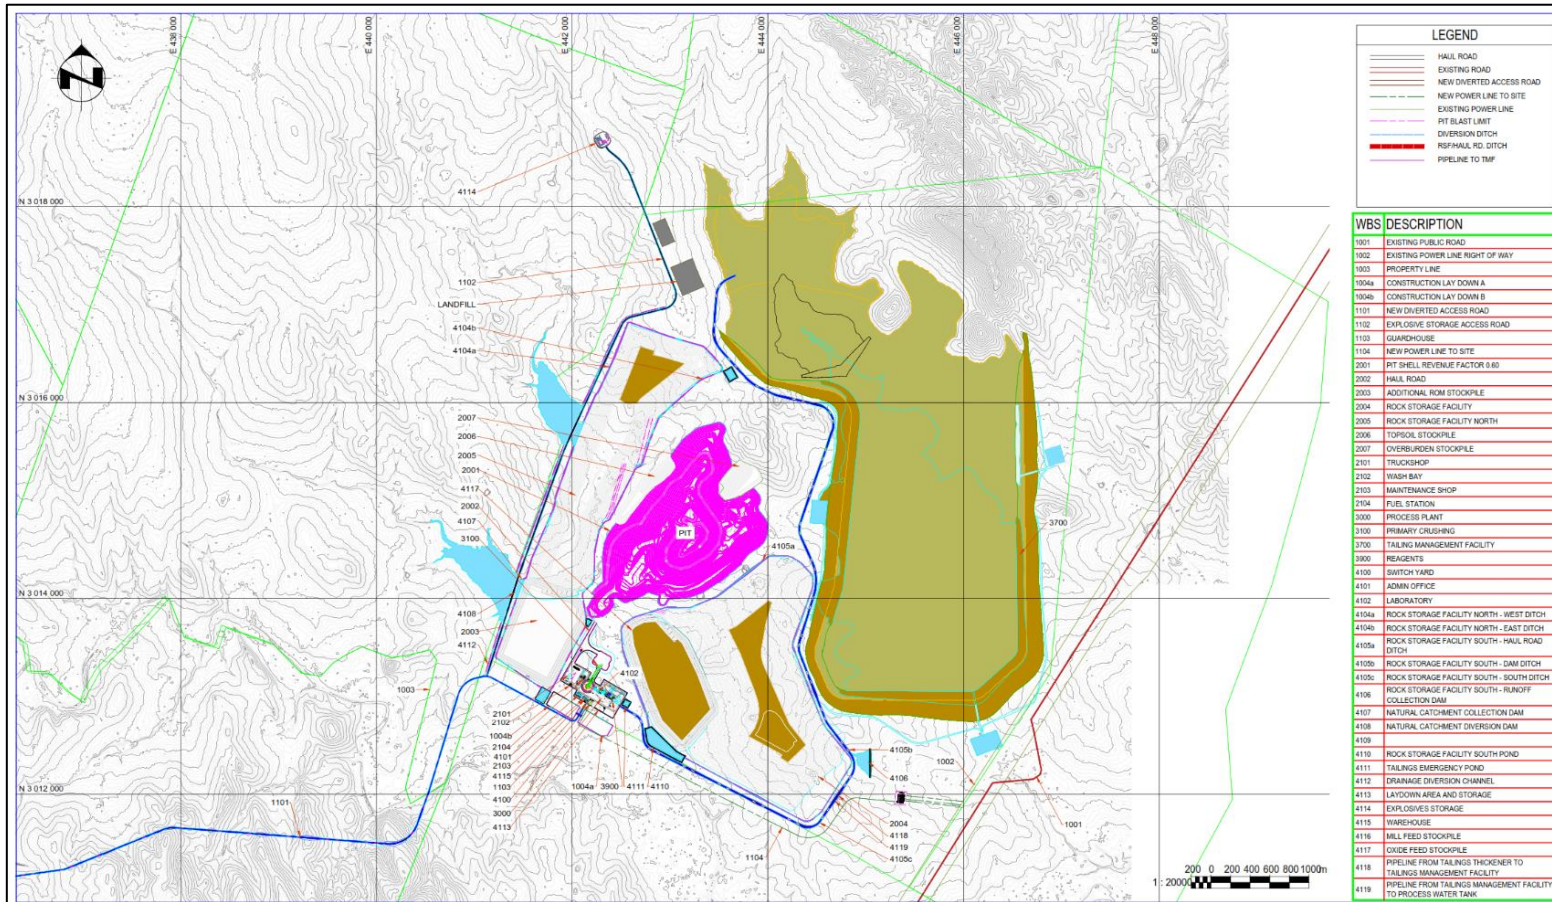 E 438 000
E 440 000
E 442 000
E 444 000
E 446 000
E 448 000
N
N 3 018 000
N 3 016 000
N 3 014 000
N 3 012 000
4114
1102
LANDFILL
4104b
4104a
2007
2006
2005
2001
4117
2002
4107
3100
PIT
4105a
3700
4108
2003
4112
4102
1003
2101
2102
1004b
2104
4101
2103
4115
1103
4100
3000
4113
1004a 3900 4111 4110
4105b
4106
1002
1001
2004
4118
4119
4105c
1104
1101
200 0 200 400 600 800 1000m
1 : 20000
LEGEND
HAUL ROAD
EXISTING ROAD
NEW DIVERTED ACCESS ROAD
NEW POWER LINE TO SITE
EXISTING POWER LINE
PIT BLAST LIMIT
DIVERSION DITCH
RSF/HAUL RD. DITCH
PIPELINE TO TMF
WBS DESCRIPTION
1001 EXISTING PUBLIC ROAD
1002 EXISTING POWER LINE RIGHT OF WAY
1003 PROPERTY LINE
1004a CONSTRUCTION LAY DOWN A
1004b CONSTRUCTION LAY DOWN B
1101 NEW DIVERTED ACCESS ROAD
1102 EXPLOSIVE STORAGE ACCESS ROAD
1103 GUARDHOUSE
1104 NEW POWER LINE TO SITE
2001 PIT SHELL REVENUE FACTOR 0.60
2002 HAUL ROAD
2003 ADDITIONAL ROM STOCKPILE
2004 ROCK STORAGE FACILITY
2005 ROCK STORAGE FACILITY NORTH
2006 TOPSOIL STOCKPILE
2007 OVERBURDEN STOCKPILE
2101 TRUCKSHOP
2102 WASH BAY
2103 MAINTENANCE SHOP
2104 FUEL STATION
3000 PROCESS PLANT
3100 PRIMARY CRUSHING
3700 TAILING MANAGEMENT FACILITY
3900 REAGENTS
4100 SWITCH YARD
4101 ADMIN OFFICE
4102 LABORATORY
4104a ROCK STORAGE FACILITY NORTH - WEST DITCH
4104b ROCK STORAGE FACILITY NORTH - EAST DITCH
4105a ROCK STORAGE FACILITY SOUTH - HAUL ROAD
DITCH
4105b ROCK STORAGE FACILITY SOUTH - DAM DITCH
4105c ROCK STORAGE FACILITY SOUTH - SOUTH DITCH
4106 ROCK STORAGE FACILITY SOUTH - RUNOFF
COLLECTION DAM
4107 NATURAL CATCHMENT COLLECTION DAM
4108 NATURAL CATCHMENT DIVERSION DAM
4109
4110 ROCK STORAGE FACILITY SOUTH POND
4111 TAILINGS EMERGENCY POND
4112 DRAINAGE DIVERSION CHANNEL
4113 LAYDOWN AREA AND STORAGE
4114 EXPLOSIVES STORAGE
4115 WAREHOUSE
4116 MILL FEED STOCKPILE
4117 OXIDE FEED STOCKPILE
4118 PIPELINE FROM TAILINGS THICKENER TO
TAILINGS MANAGEMENT FACILITY
4119 PIPELINE FROM TAILINGS MANAGEMENT FACILITY
TO PROCESS WATER TANK